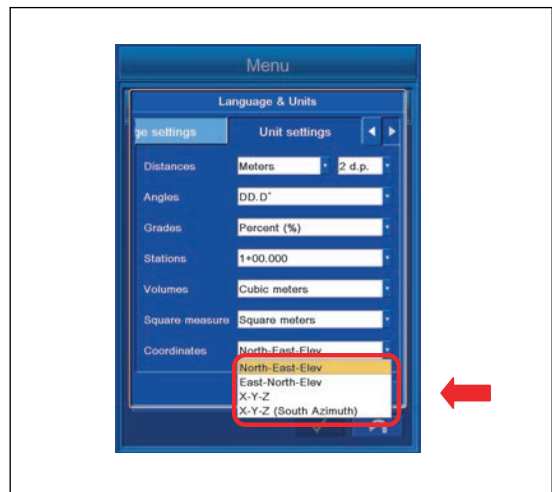 Menu
Language & Units
ge settings Unit settings
Distances Meters 2 d.p.
Angles DD.D°
Grades Percent (%)
Stations 1+00.000
Volumes Cubic meters
Square measure Square meters
Coordinates North-East-Elev
North-East-Elev
East-North-Elev
X-Y-Z
X-Y-Z (South Azimuth)